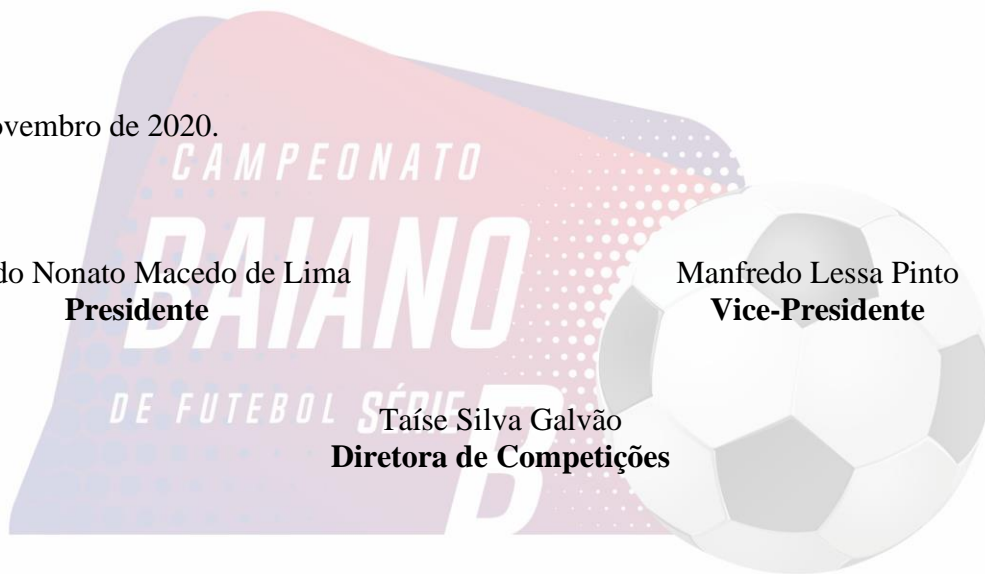 ovembro de 2020.
CAMPEONATO
BAIANO
do Nonato Macedo de Lima
Presidente
Manfredo Lessa Pinto
Vice-Presidente
DE FUTEBOL SÉRIE
B
Taíse Silva Galvão
Diretora de Competições